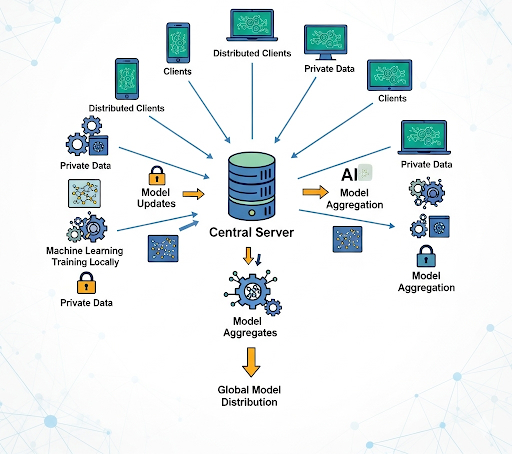 Distributed Clients
Clients
Private Data
Distributed Clients
Clients
Private Data
Private Data
Model
Updates
AI
Model
Aggregation
Central Server
Machine Learning
Training Locally
Private Data
Model
Aggregation
Model
Aggregates
Global Model
Distribution